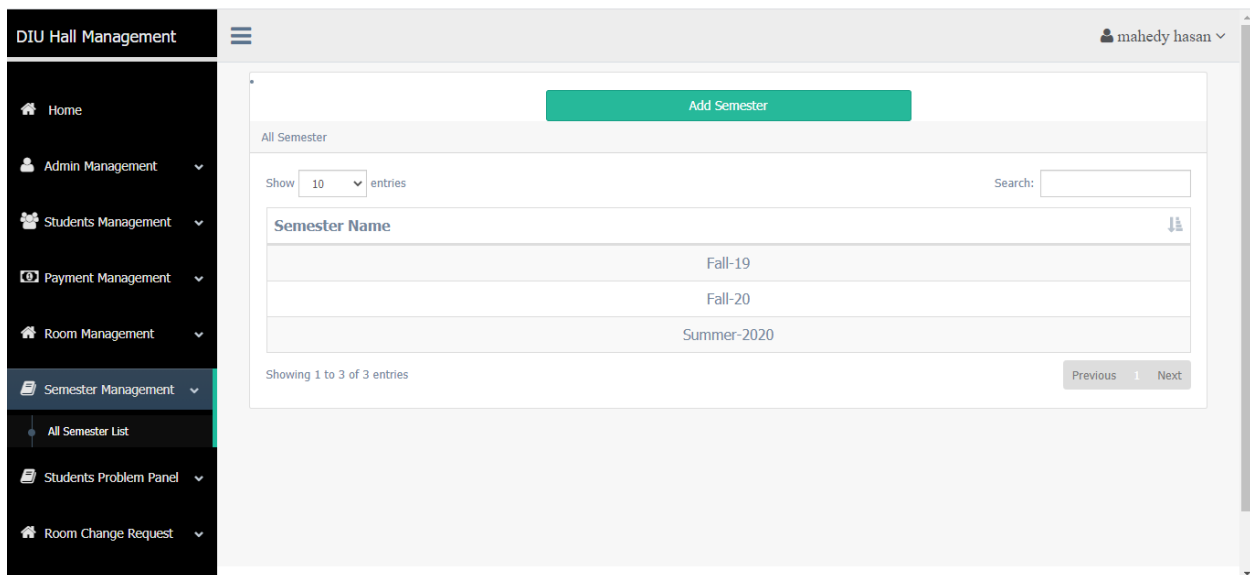 DIU Hall Management
mahedy hasan
Home
Admin Management
Students Management
Payment Management
Room Management
Semester Management
All Semester List
Students Problem Panel
Room Change Request
Add Semester
All Semester
Show 10 entries
Search:
Semester Name
Fall-19
Fall-20
Summer-2020
Showing 1 to 3 of 3 entries
Previous 1 Next